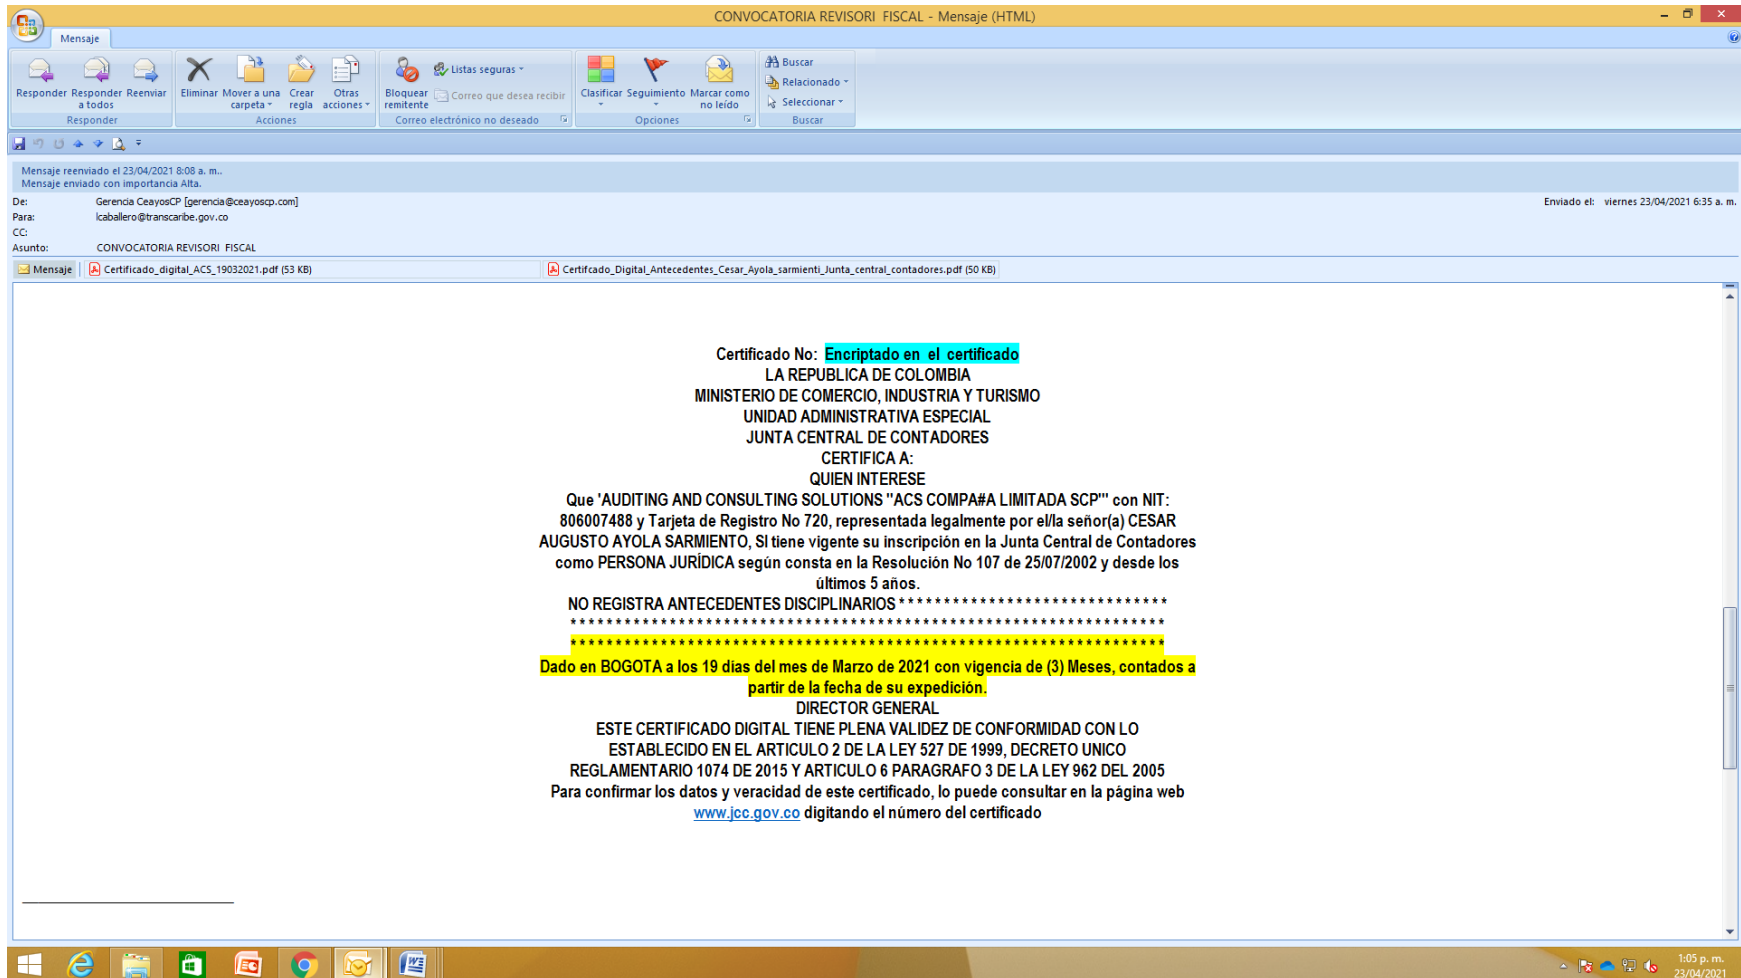 CONVOCATORIA REVISORI FISCAL - Mensaje (HTML)
Mensaje
Responder Responder a todos Reenviar
Eliminar Mover a una carpeta Crear regla Otras acciones
Bloquear remitente Listas seguras Correo que desea recibir
Clasificar Seguimiento Marcar como no leído
Buscar
Relacionado
Seleccionar
Responder Acciones Correo electrónico no deseado Opciones Buscar
Mensaje reenviado el 23/04/2021 8:08 a. m..
Mensaje enviado con importancia Alta.
De: Gerencia CeayosCP [gerencia@ceayoscp.com] Enviado el: viernes 23/04/2021 6:35 a. m.
Para: lcaballero@transcaribe.gov.co
CC:
Asunto: CONVOCATORIA REVISORI FISCAL
Mensaje Certificado_digital_ACS_19032021.pdf (53 KB) Certifcado_Digital_Antecedentes_Cesar_Ayola_sarmienti_Junta_central_contadores.pdf (50 KB)
Certificado No: Encriptado en el certificado
LA REPUBLICA DE COLOMBIA
MINISTERIO DE COMERCIO, INDUSTRIA Y TURISMO
UNIDAD ADMINISTRATIVA ESPECIAL
JUNTA CENTRAL DE CONTADORES
CERTIFICA A:
QUIEN INTERESE
Que 'AUDITING AND CONSULTING SOLUTIONS "ACS COMPA#A LIMITADA SCP"' con NIT:
806007488 y Tarjeta de Registro No 720, representada legalmente por el/la señor(a) CESAR
AUGUSTO AYOLA SARMIENTO, SI tiene vigente su inscripción en la Junta Central de Contadores
como PERSONA JURÍDICA según consta en la Resolución No 107 de 25/07/2002 y desde los
últimos 5 años.
NO REGISTRA ANTECEDENTES DISCIPLINARIOS * * * * * * * * * * * * * * * * * * * * * * * * * * * * * *
* * * * * * * * * * * * * * * * * * * * * * * * * * * * * * * * * * * * * * * * * * * * * * * * * * * * * * * * * * * * * * * * * *
* * * * * * * * * * * * * * * * * * * * * * * * * * * * * * * * * * * * * * * * * * * * * * * * * * * * * * * * * * * * * * * * * *
Dado en BOGOTA a los 19 dias del mes de Marzo de 2021 con vigencia de (3) Meses, contados a
partir de la fecha de su expedición.
DIRECTOR GENERAL
ESTE CERTIFICADO DIGITAL TIENE PLENA VALIDEZ DE CONFORMIDAD CON LO
ESTABLECIDO EN EL ARTICULO 2 DE LA LEY 527 DE 1999, DECRETO UNICO
REGLAMENTARIO 1074 DE 2015 Y ARTICULO 6 PARAGRAFO 3 DE LA LEY 962 DEL 2005
Para confirmar los datos y veracidad de este certificado, lo puede consultar en la página web
www.jcc.gov.co digitando el número del certificado
1:05 p. m.
23/04/2021